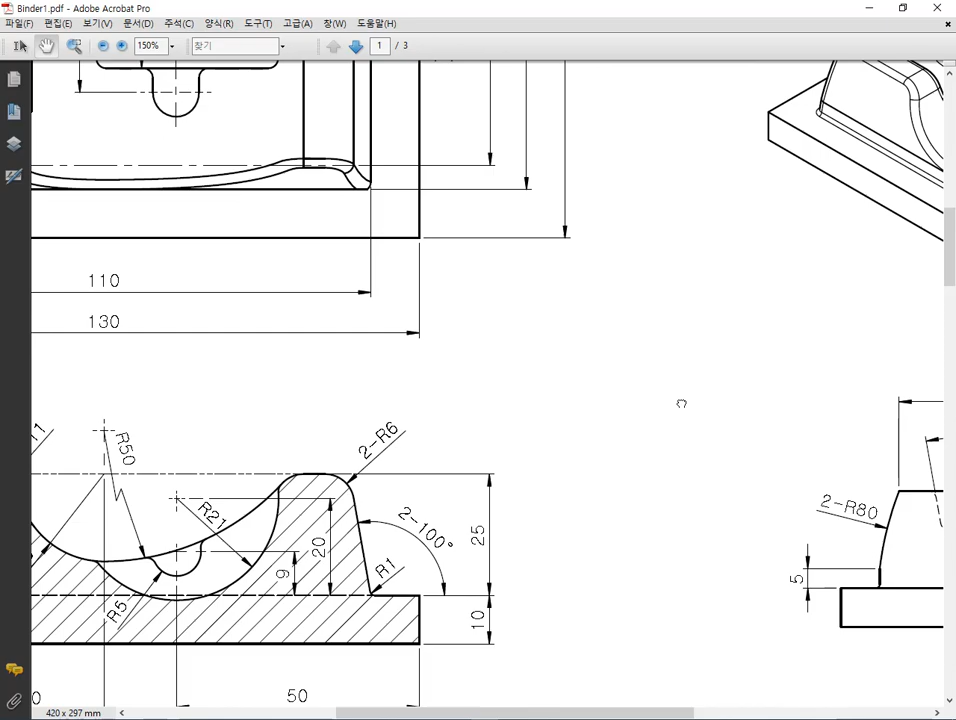 Binder1.pdf - Adobe Acrobat Pro
파일(F) 편집(E) 보기(V) 문서(D) 주석(C) 양식(R) 도구(T) 고급(A) 창(W) 도움말(H)
150% 찾기 1 / 3
110
130
R50
2-R6
R21
2-100°
25
20
9
R1
R5
10
50
2-R80
5
420 x 297 mm